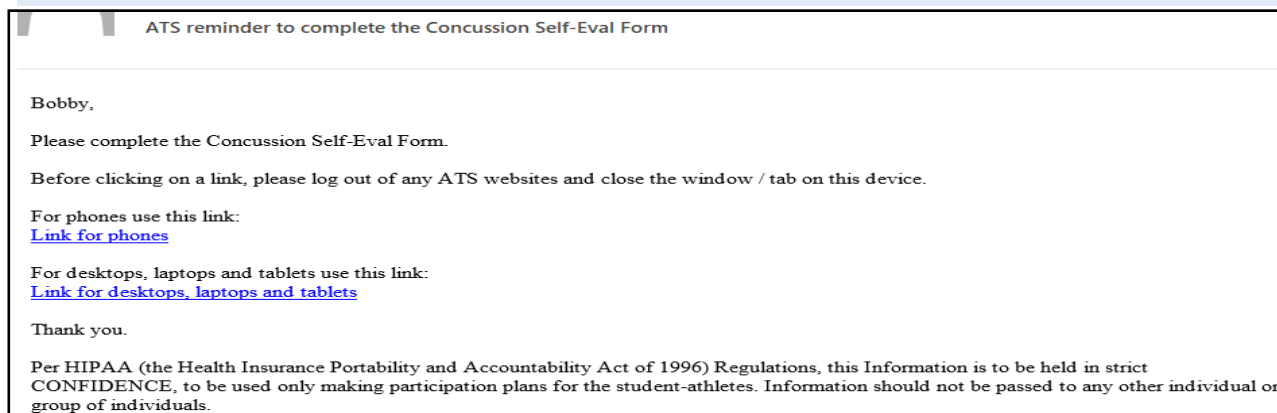 ATS reminder to complete the Concussion Self-Eval Form
Bobby,
Please complete the Concussion Self-Eval Form.
Before clicking on a link, please log out of any ATS websites and close the window / tab on this device.
For phones use this link:
Link for phones
For desktops, laptops and tablets use this link:
Link for desktops, laptops and tablets
Thank you.
Per HIPAA (the Health Insurance Portability and Accountability Act of 1996) Regulations, this Information is to be held in strict
CONFIDENCE, to be used only making participation plans for the student-athletes. Information should not be passed to any other individual or
group of individuals.